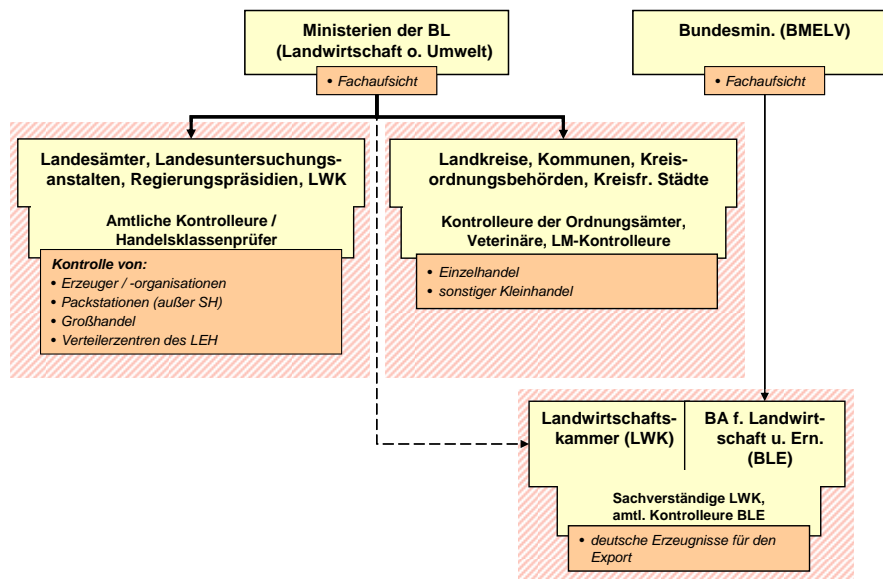 Ministerien der BL
(Landwirtschaft o. Umwelt)
• Fachaufsicht
Bundesmin. (BMELV)
• Fachaufsicht
Landesämter, Landesuntersuchungs-
anstalten, Regierungspräsidien, LWK
Amtliche Kontrolleure /
Handelsklassenprüfer
Kontrolle von:
• Erzeuger / -organisationen
• Packstationen (außer SH)
• Großhandel
• Verteilerzentren des LEH
Landkreise, Kommunen, Kreis-
ordnungsbehörden, Kreisfr. Städte
Kontrolleure der Ordnungsämter,
Veterinäre, LM-Kontrolleure
• Einzelhandel
• sonstiger Kleinhandel
Landwirtschafts-
kammer (LWK)
BA f. Landwirt-
schaft u. Ern.
(BLE)
Sachverständige LWK,
amtl. Kontrolleure BLE
• deutsche Erzeugnisse für den
Export